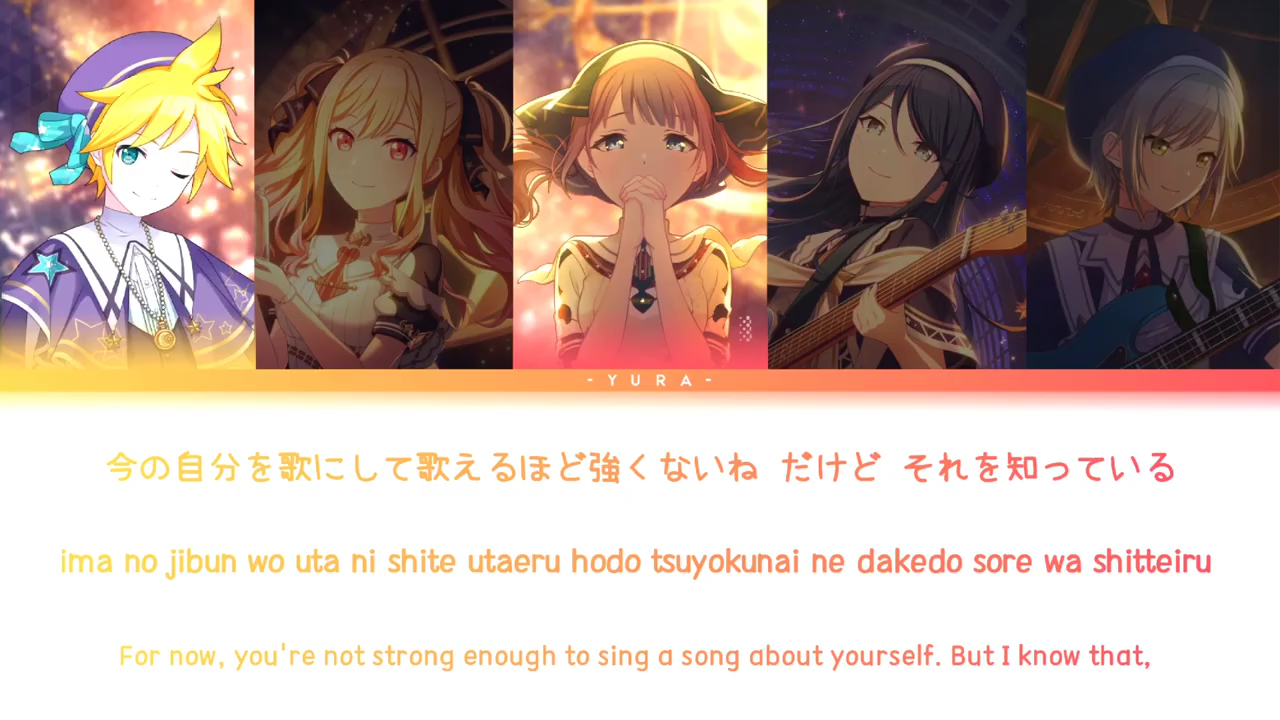 - YURA -
今の自分を歌にして歌えるほど強くないね だけど それを知っている
ima no jibun wo uta ni shite utaeru hodo tsuyokunai ne dakedo sore wa shitteiru
For now, you're not strong enough to sing a song about yourself. But I know that,